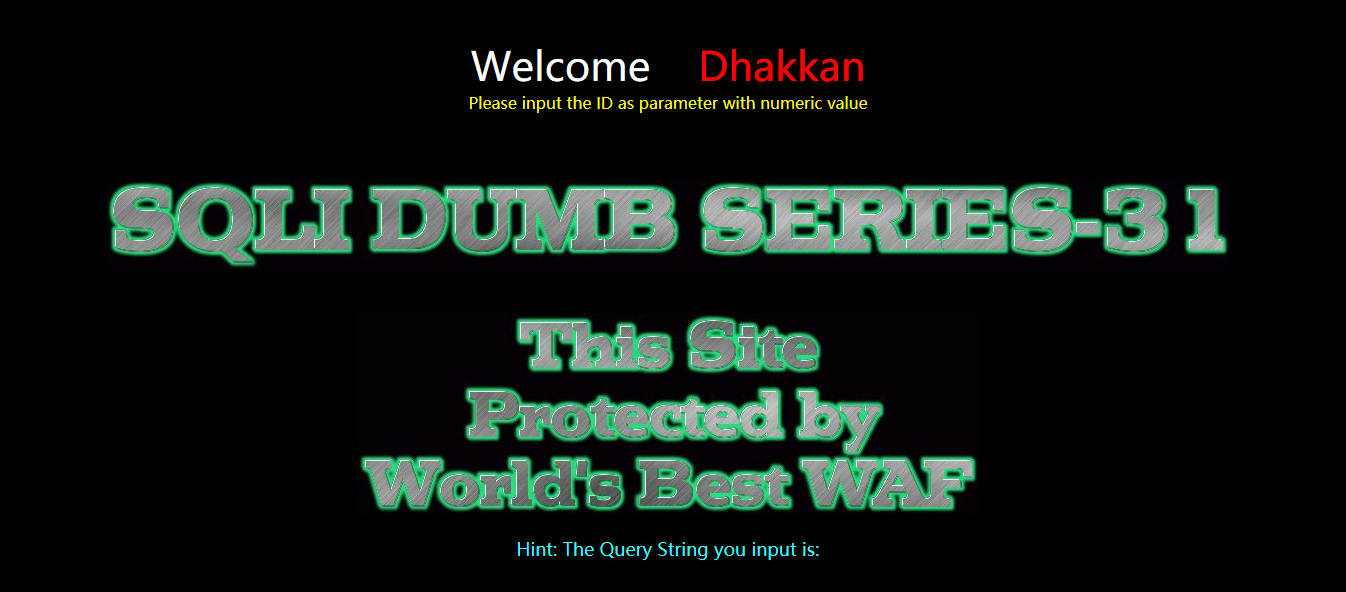 Welcome Dhakkan
Please input the ID as parameter with numeric value
SQLI DUMB SERIES-3 1
This Site
Protected by
World's Best WAF
Hint: The Query String you input is: